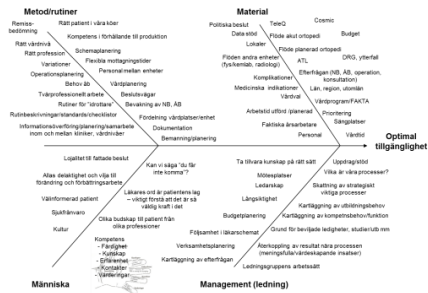 Metod/rutiner
Material
Remiss-
bedömning
Rätt patient i våra köer
Kompetens i förhållande till produktion
Rätt vårdnivå
Schemaplanering
Rätt profession
Flexibla mottagningstider
Variationer
Personal mellan enheter
Operationsplanering
Behov åb
Vårdplanering
Tvärprofessionellt arbete
Beslutsvägar
Rutiner för "idrottare"
Bevakning av NB, ÅB
Rutinbeskrivningar/standards/checklistor
Fördelning vårdplatser/enhet
Informationsöverföring/planering/samarbete
inom och mellan kliniker, vårdnivåer
Dokumentation
Bemanning/planering
Politiska beslut
TeleQ
Cosmic
Data-stöd
Flöde akut ortopedi
Budget
Lokaler
Flöde planerad ortopedi
Flöden andra enheter
(fys/kemlab, radiologi)
ATL
DRG, ytterfall
Komplikationer
Efterfrågan (NB, ÅB, operation,
konsultation)
Medicinska indikationer
Län, region, utomlän
Vårdval
Vårdprogram/FAKTA
Arbetstid utförd /planerad
Prioritering
Faktiska årsarbetare
Sängplatser
Personal
Vårdtid
Optimal
tillgänglighet
Lojalitet till fattade beslut
Kan vi säga "du får
inte komma"?
Allas delaktighet och vilja till
förändring och förbättringsarbete
Läkares ord är patientens lag
– viktigt förstå att det är så
väldig kraft i det
Välinformerad patient
Sjukfrånvaro
Olika budskap till patient från
olika professioner
Kultur
Kompetens
- Färdighet
- Kunskap
- Erfarenhet
- Kontakter
- Värderingar
Människa
Ta tillvara kunskap på rätt sätt
Uppdrag/stöd
Mötesplatser
Vilka är våra processer?
Ledarskap
Skattning av strategiskt
viktiga processer
Långsiktighet
Kartläggning av utbildningsbehov
Budgetplanering
Kartläggning av kompetensbehov/funktion
Följsamhet i läkarschemat
Grund för beviljade ledigheter, studier/utb mm
Verksamhetsplanering
Återkoppling av resultat nära processen
(meningsfulla/värdeskapande insatser)
Kartläggning av efterfrågan
Ledningsgruppens arbetssätt
Management (ledning)